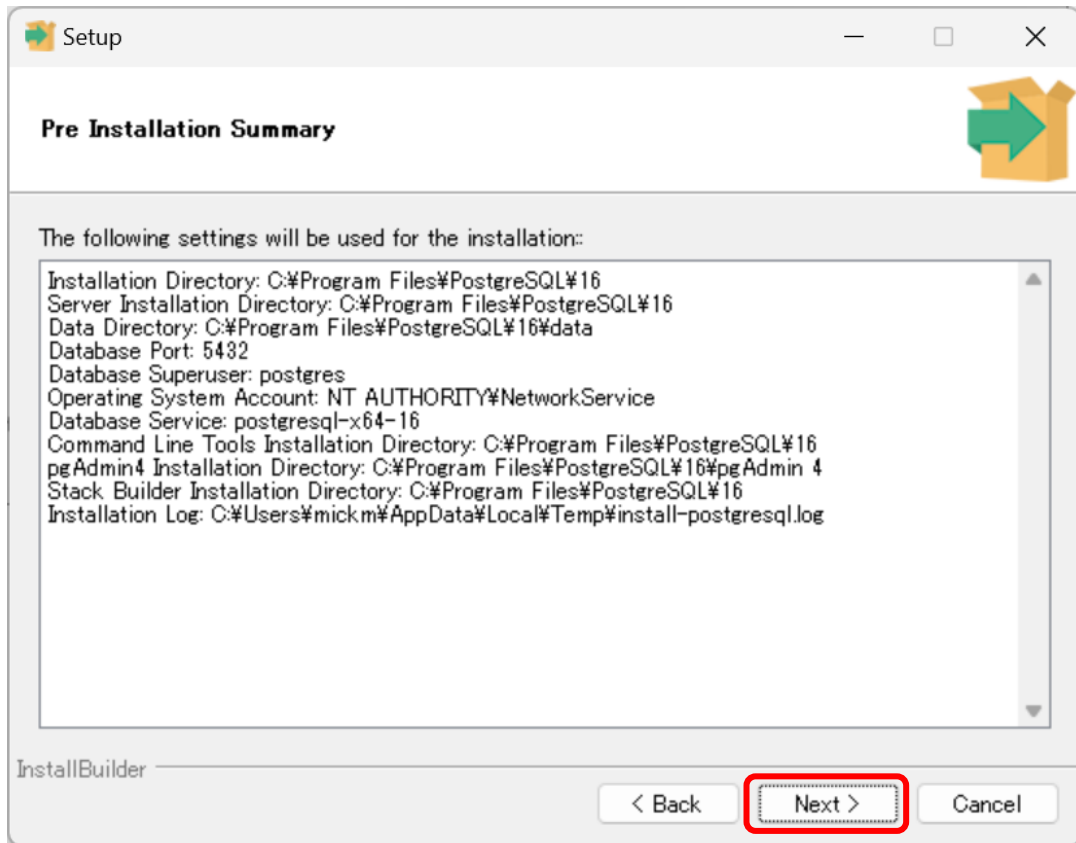 Setup
Pre Installation Summary
The following settings will be used for the installation::
Installation Directory: C:¥Program Files¥PostgreSQL¥16
Server Installation Directory: C:¥Program Files¥PostgreSQL¥16
Data Directory: C:¥Program Files¥PostgreSQL¥16¥data
Database Port: 5432
Database Superuser: postgres
Operating System Account: NT AUTHORITY¥NetworkService
Database Service: postgresql-x64-16
Command Line Tools Installation Directory: C:¥Program Files¥PostgreSQL¥16
pgAdmin4 Installation Directory: C:¥Program Files¥PostgreSQL¥16¥pgAdmin 4
Stack Builder Installation Directory: C:¥Program Files¥PostgreSQL¥16
Installation Log: C:¥Users¥mickm¥AppData¥Local¥Temp¥install-postgresql.log
InstallBuilder
< Back Next > Cancel